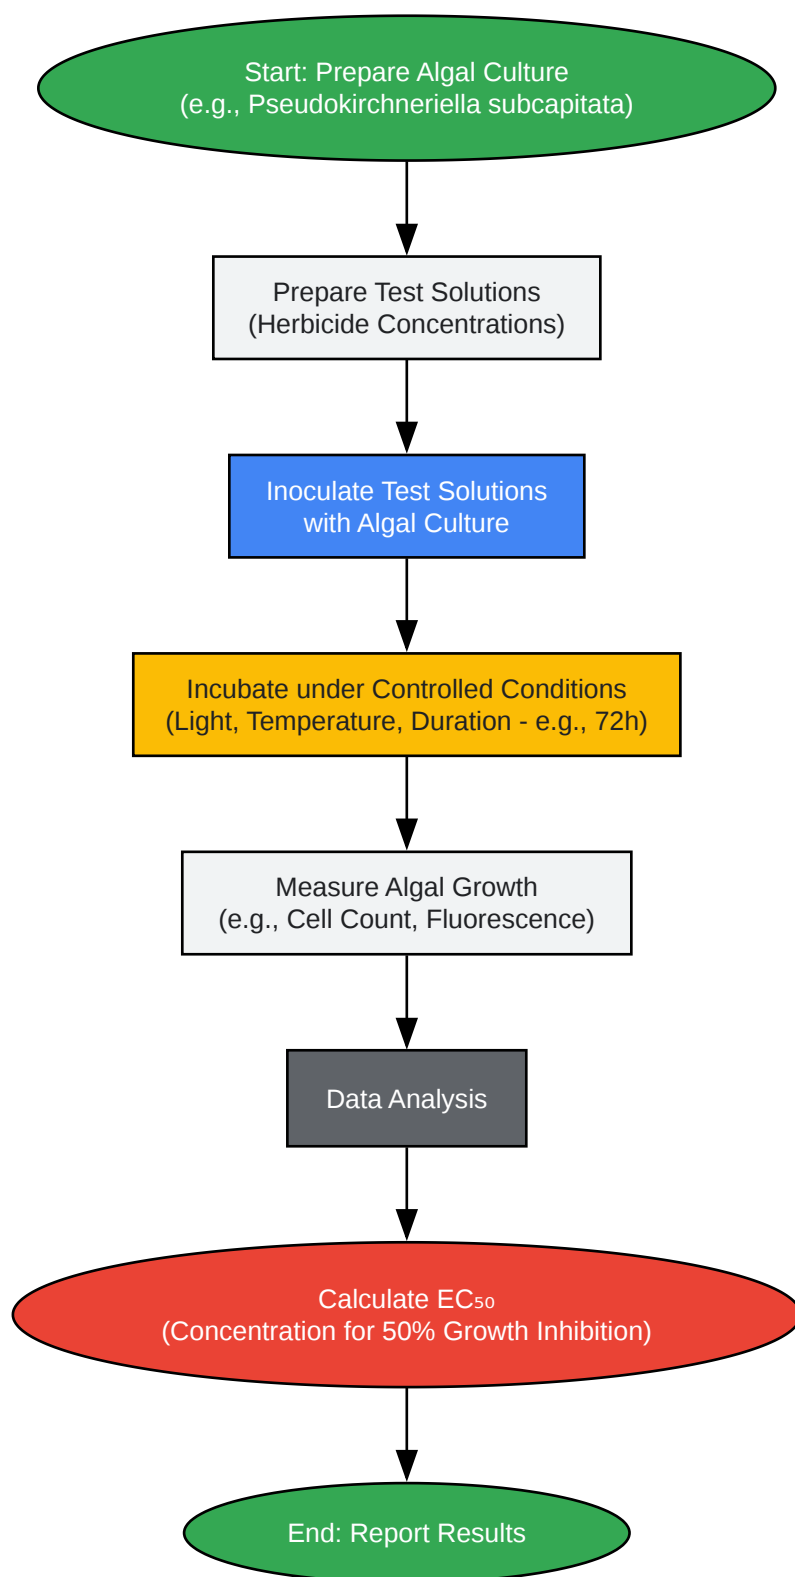 Start: Prepare Algal Culture
(e.g., Pseudokirchneriella subcapitata)
Prepare Test Solutions
(Herbicide Concentrations)
Inoculate Test Solutions
with Algal Culture
Incubate under Controlled Conditions
(Light, Temperature, Duration - e.g., 72h)
Measure Algal Growth
(e.g., Cell Count, Fluorescence)
Data Analysis
Calculate EC₅₀
(Concentration for 50% Growth Inhibition)
End: Report Results